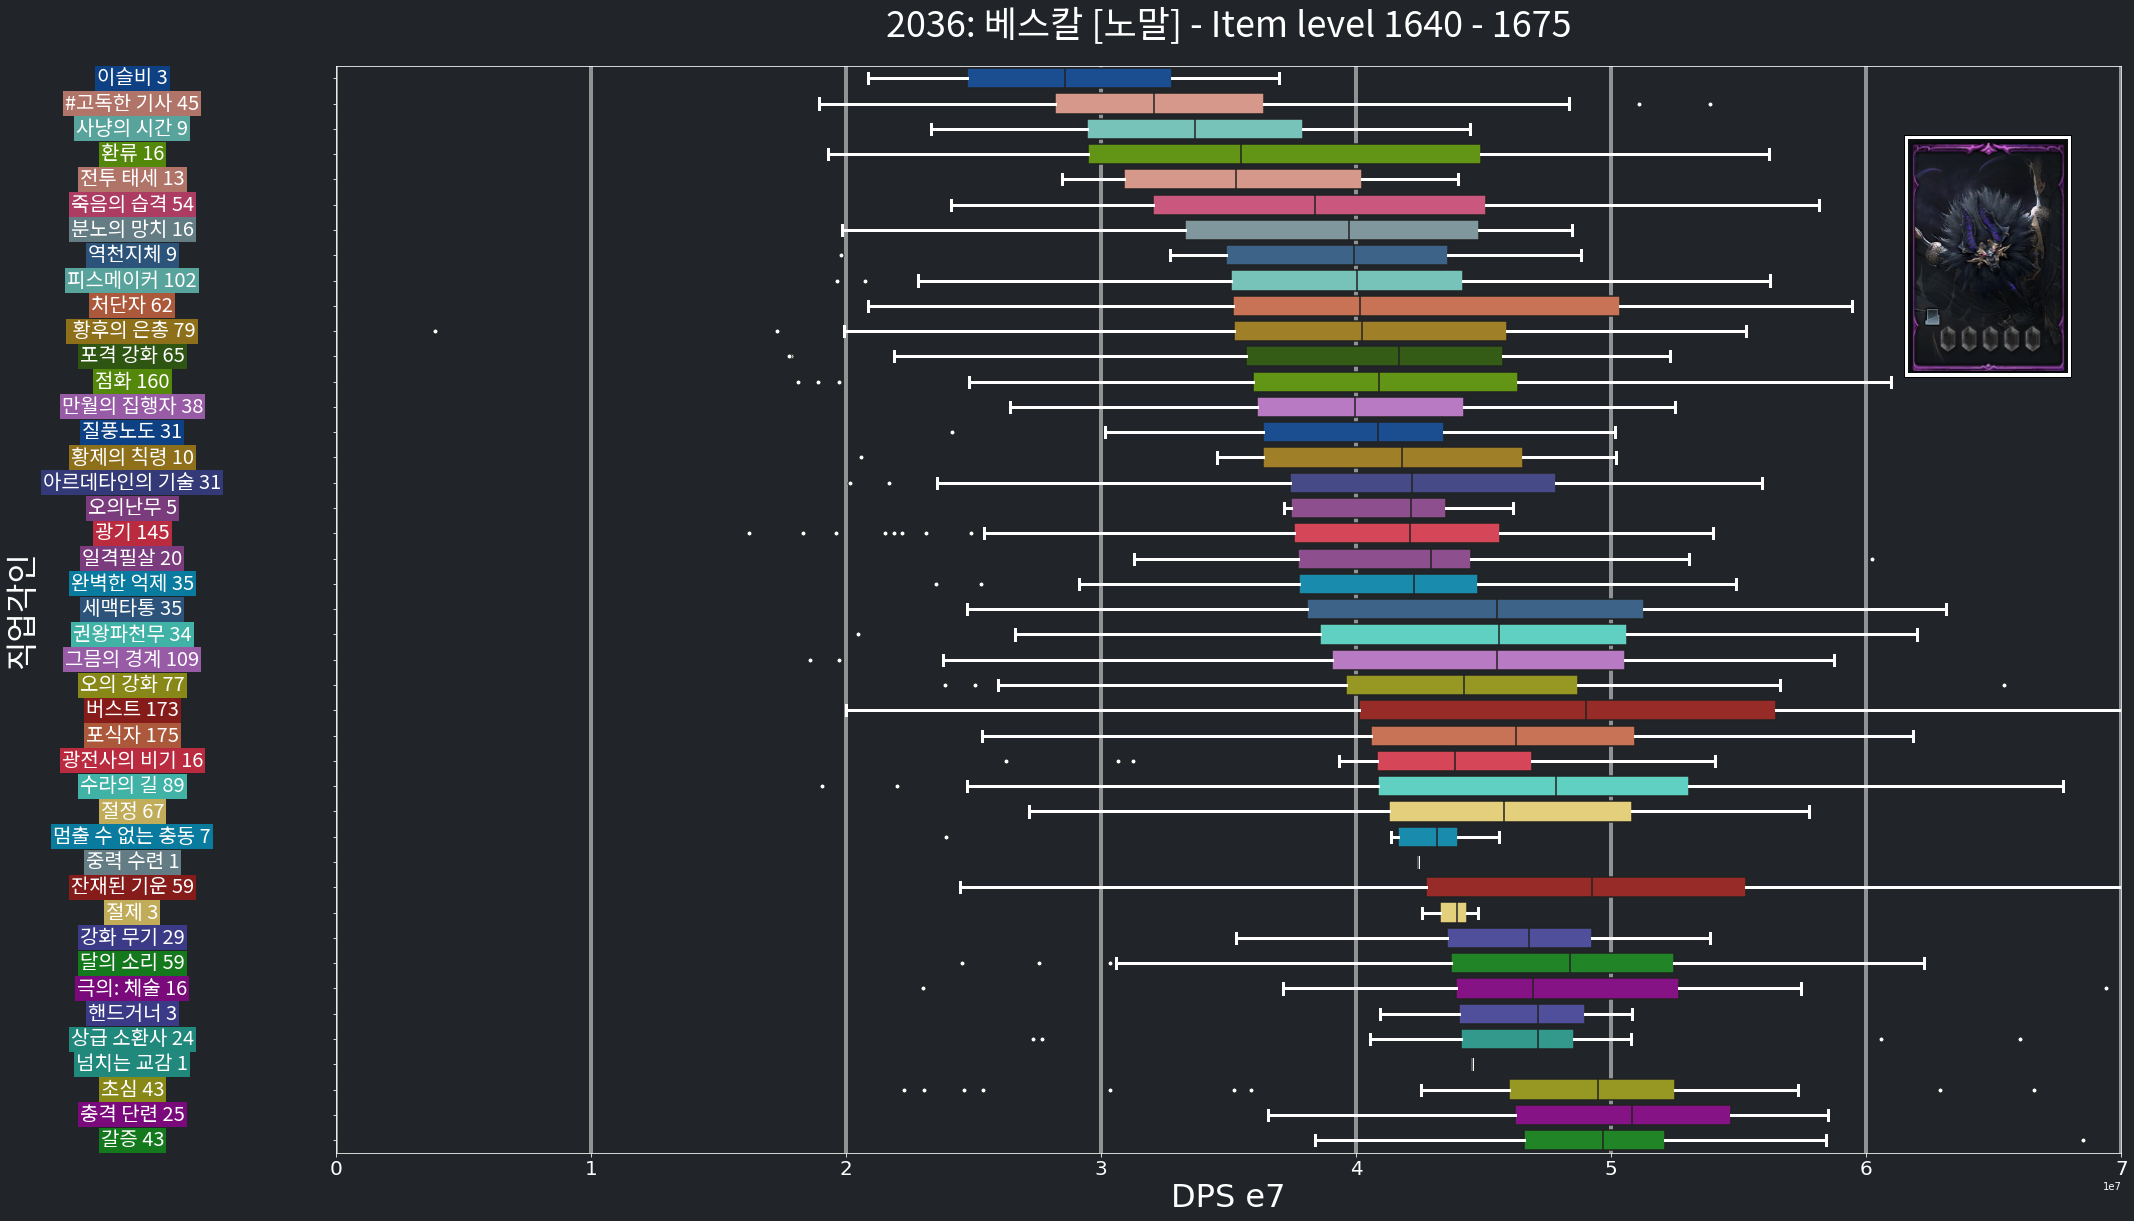 2036: 베스칼 [노말] - Item level 1640 - 1675
이슬비 3
#고독한 기사 45
사냥의 시간 9
환류 16
전투 태세 13
죽음의 습격 54
분노의 망치 16
역천지체 9
피스메이커 102
처단자 62
황후의 은총 79
포격 강화 65
점화 160
만월의 집행자 38
질풍노도 31
황제의 칙령 10
아르데타인의 기술 31
오의난무 5
광기 145
일격필살 20
완벽한 억제 35
세맥타통 35
권왕파천무 34
그믐의 경계 109
오의 강화 77
버스트 173
포식자 175
광전사의 비기 16
수라의 길 89
절정 67
멈출 수 없는 충동 7
중력 수련 1
잔재된 기운 59
절제 3
강화 무기 29
달의 소리 59
극의: 체술 16
핸드거너 3
상급 소환사 24
넘치는 교감 1
초심 43
충격 단련 25
갈증 43
직업각인
0 1 2 3 4 5 6 7
1e7
DPS e7